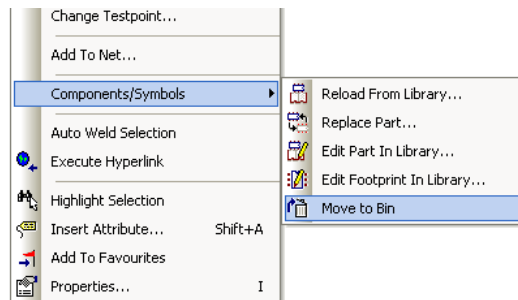 Change Testpoint...
Add To Net...
Components/Symbols
Reload From Library...
Replace Part...
Auto Weld Selection
Edit Part In Library...
Execute Hyperlink
Edit Footprint In Library...
Highlight Selection
Move to Bin
Insert Attribute... Shift+A
Add To Favourites
Properties... I